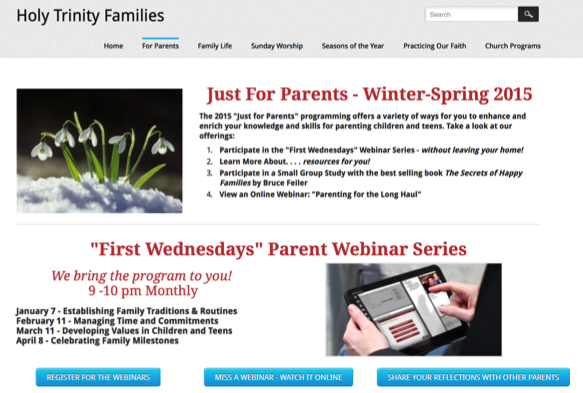 Holy Trinity Families
Search
Home For Parents Family Life Sunday Worship Seasons of the Year Practicing Our Faith Church Programs
Just For Parents - Winter-Spring 2015
The 2015 "Just for Parents" programming offers a variety of ways for you to enhance and
enrich your knowledge and skills for parenting children and teens. Take a look at our
offerings:
1. Participate in the "First Wednesdays" Webinar Series - without leaving your home!
2. Learn More About. . . . resources for you!
3. Participate in a Small Group Study with the best selling book The Secrets of Happy
Families by Bruce Feiler
4. View an Online Webinar: "Parenting for the Long Haul"
"First Wednesdays" Parent Webinar Series
We bring the program to you!
9 -10 pm Monthly
January 7 - Establishing Family Traditions & Routines
February 11 - Managing Time and Commitments
March 11 - Developing Values in Children and Teens
April 8 - Celebrating Family Milestones
REGISTER FOR THE WEBINARS
MISS A WEBINAR - WATCH IT ONLINE
SHARE YOUR REFLECTIONS WITH OTHER PARENTS